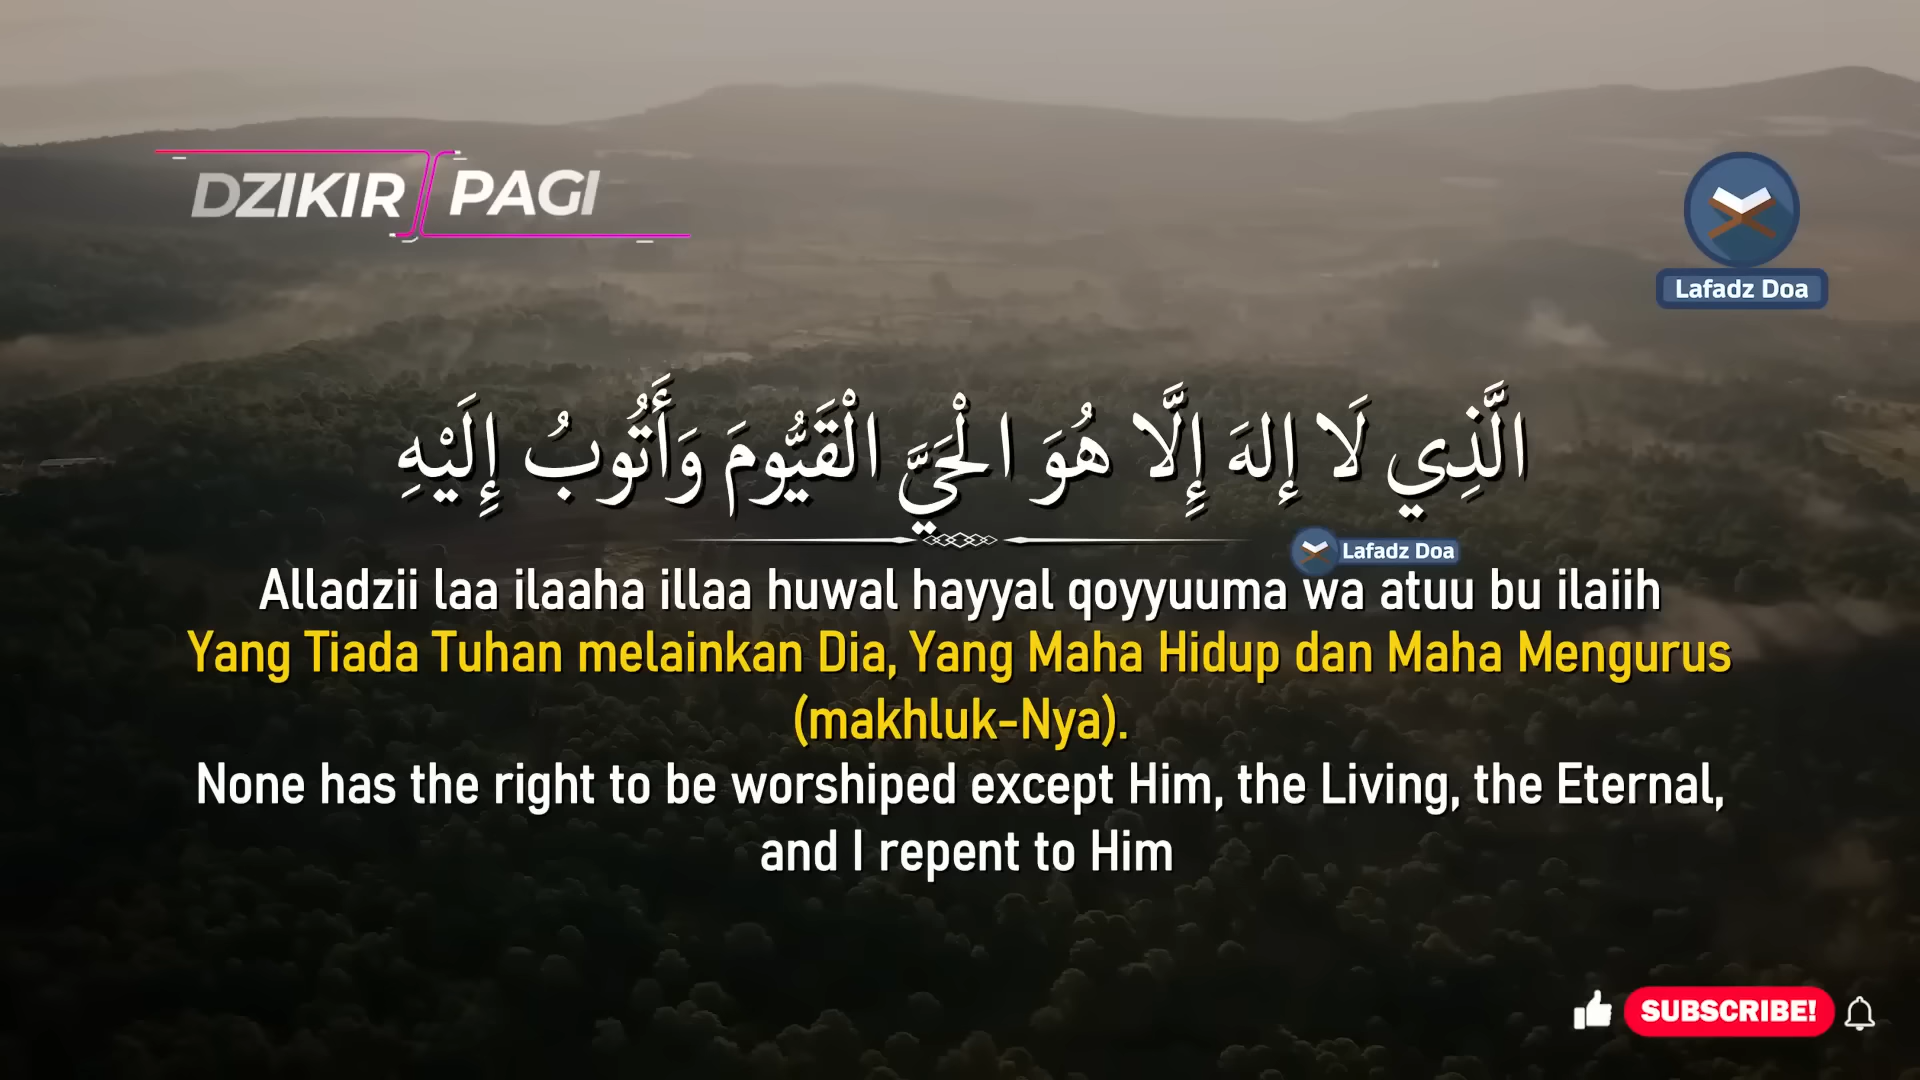 DZIKIR PAGI
Lafadz Doa
الَّذِي لَا إِلهَ إِلَّا هُوَ الْحَيَّ الْقَيُّومَ وَأَتُوبُ إِلَيْهِ
Lafadz Doa
Alladzii laa ilaaha illaa huwal hayyal qoyyuuma wa atuu bu ilaiih
Yang Tiada Tuhan melainkan Dia, Yang Maha Hidup dan Maha Mengurus
(makhluk-Nya).
None has the right to be worshiped except Him, the Living, the Eternal,
and I repent to Him
SUBSCRIBE!